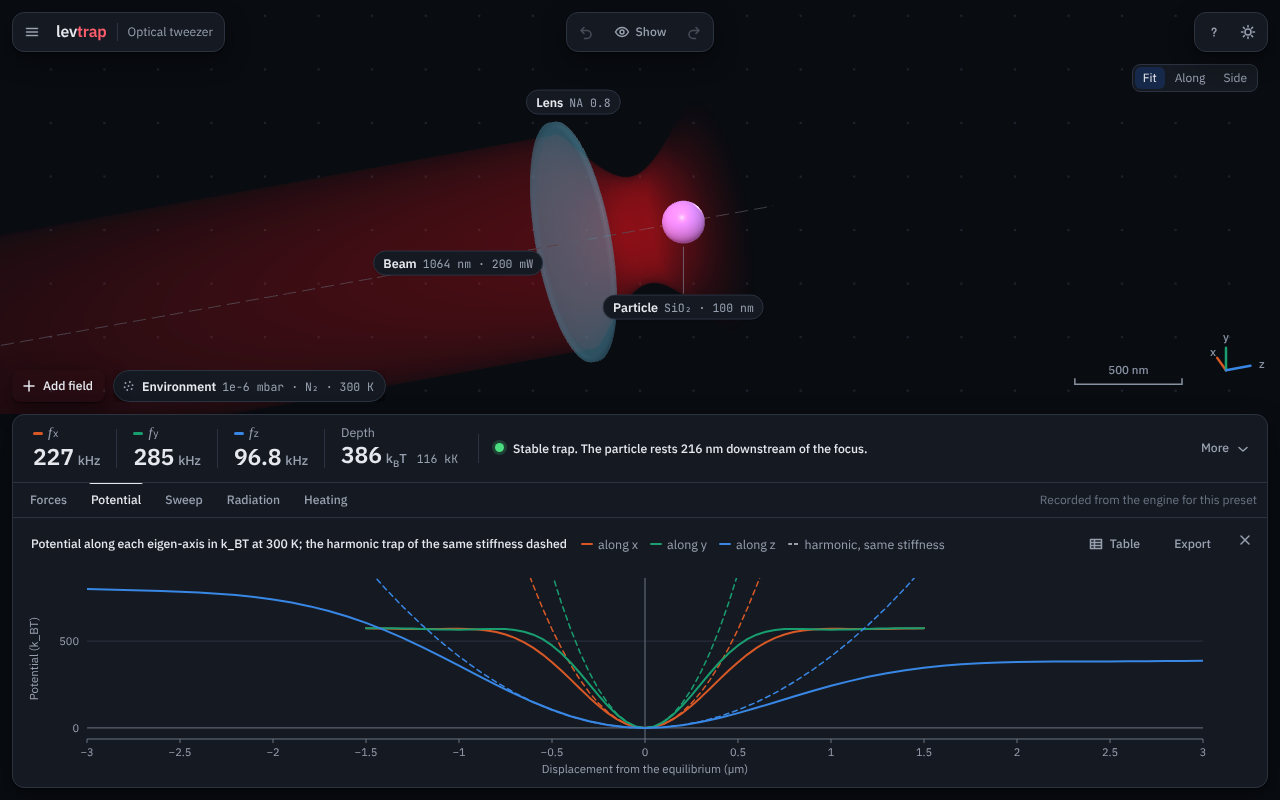 levtrap Optical tweezer
Show
?
Fit Along Side
Lens NA 0.8
Beam 1064 nm · 200 mW
Particle SiO₂ · 100 nm
500 nm
y
x
z
Add field
Environment 1e-6 mbar · N₂ · 300 K
fx
227 kHz
fy
285 kHz
fz
96.8 kHz
Depth
386 kBT 116 kK
Stable trap. The particle rests 216 nm downstream of the focus.
More
Forces Potential Sweep Radiation Heating
Recorded from the engine for this preset
Potential along each eigen-axis in k_BT at 300 K; the harmonic trap of the same stiffness dashed
along x along y along z harmonic, same stiffness
Table Export
Potential (k_BT)
500
0
−3 −2.5 −2 −1.5 −1 −0.5 0 0.5 1 1.5 2 2.5 3
Displacement from the equilibrium (µm)